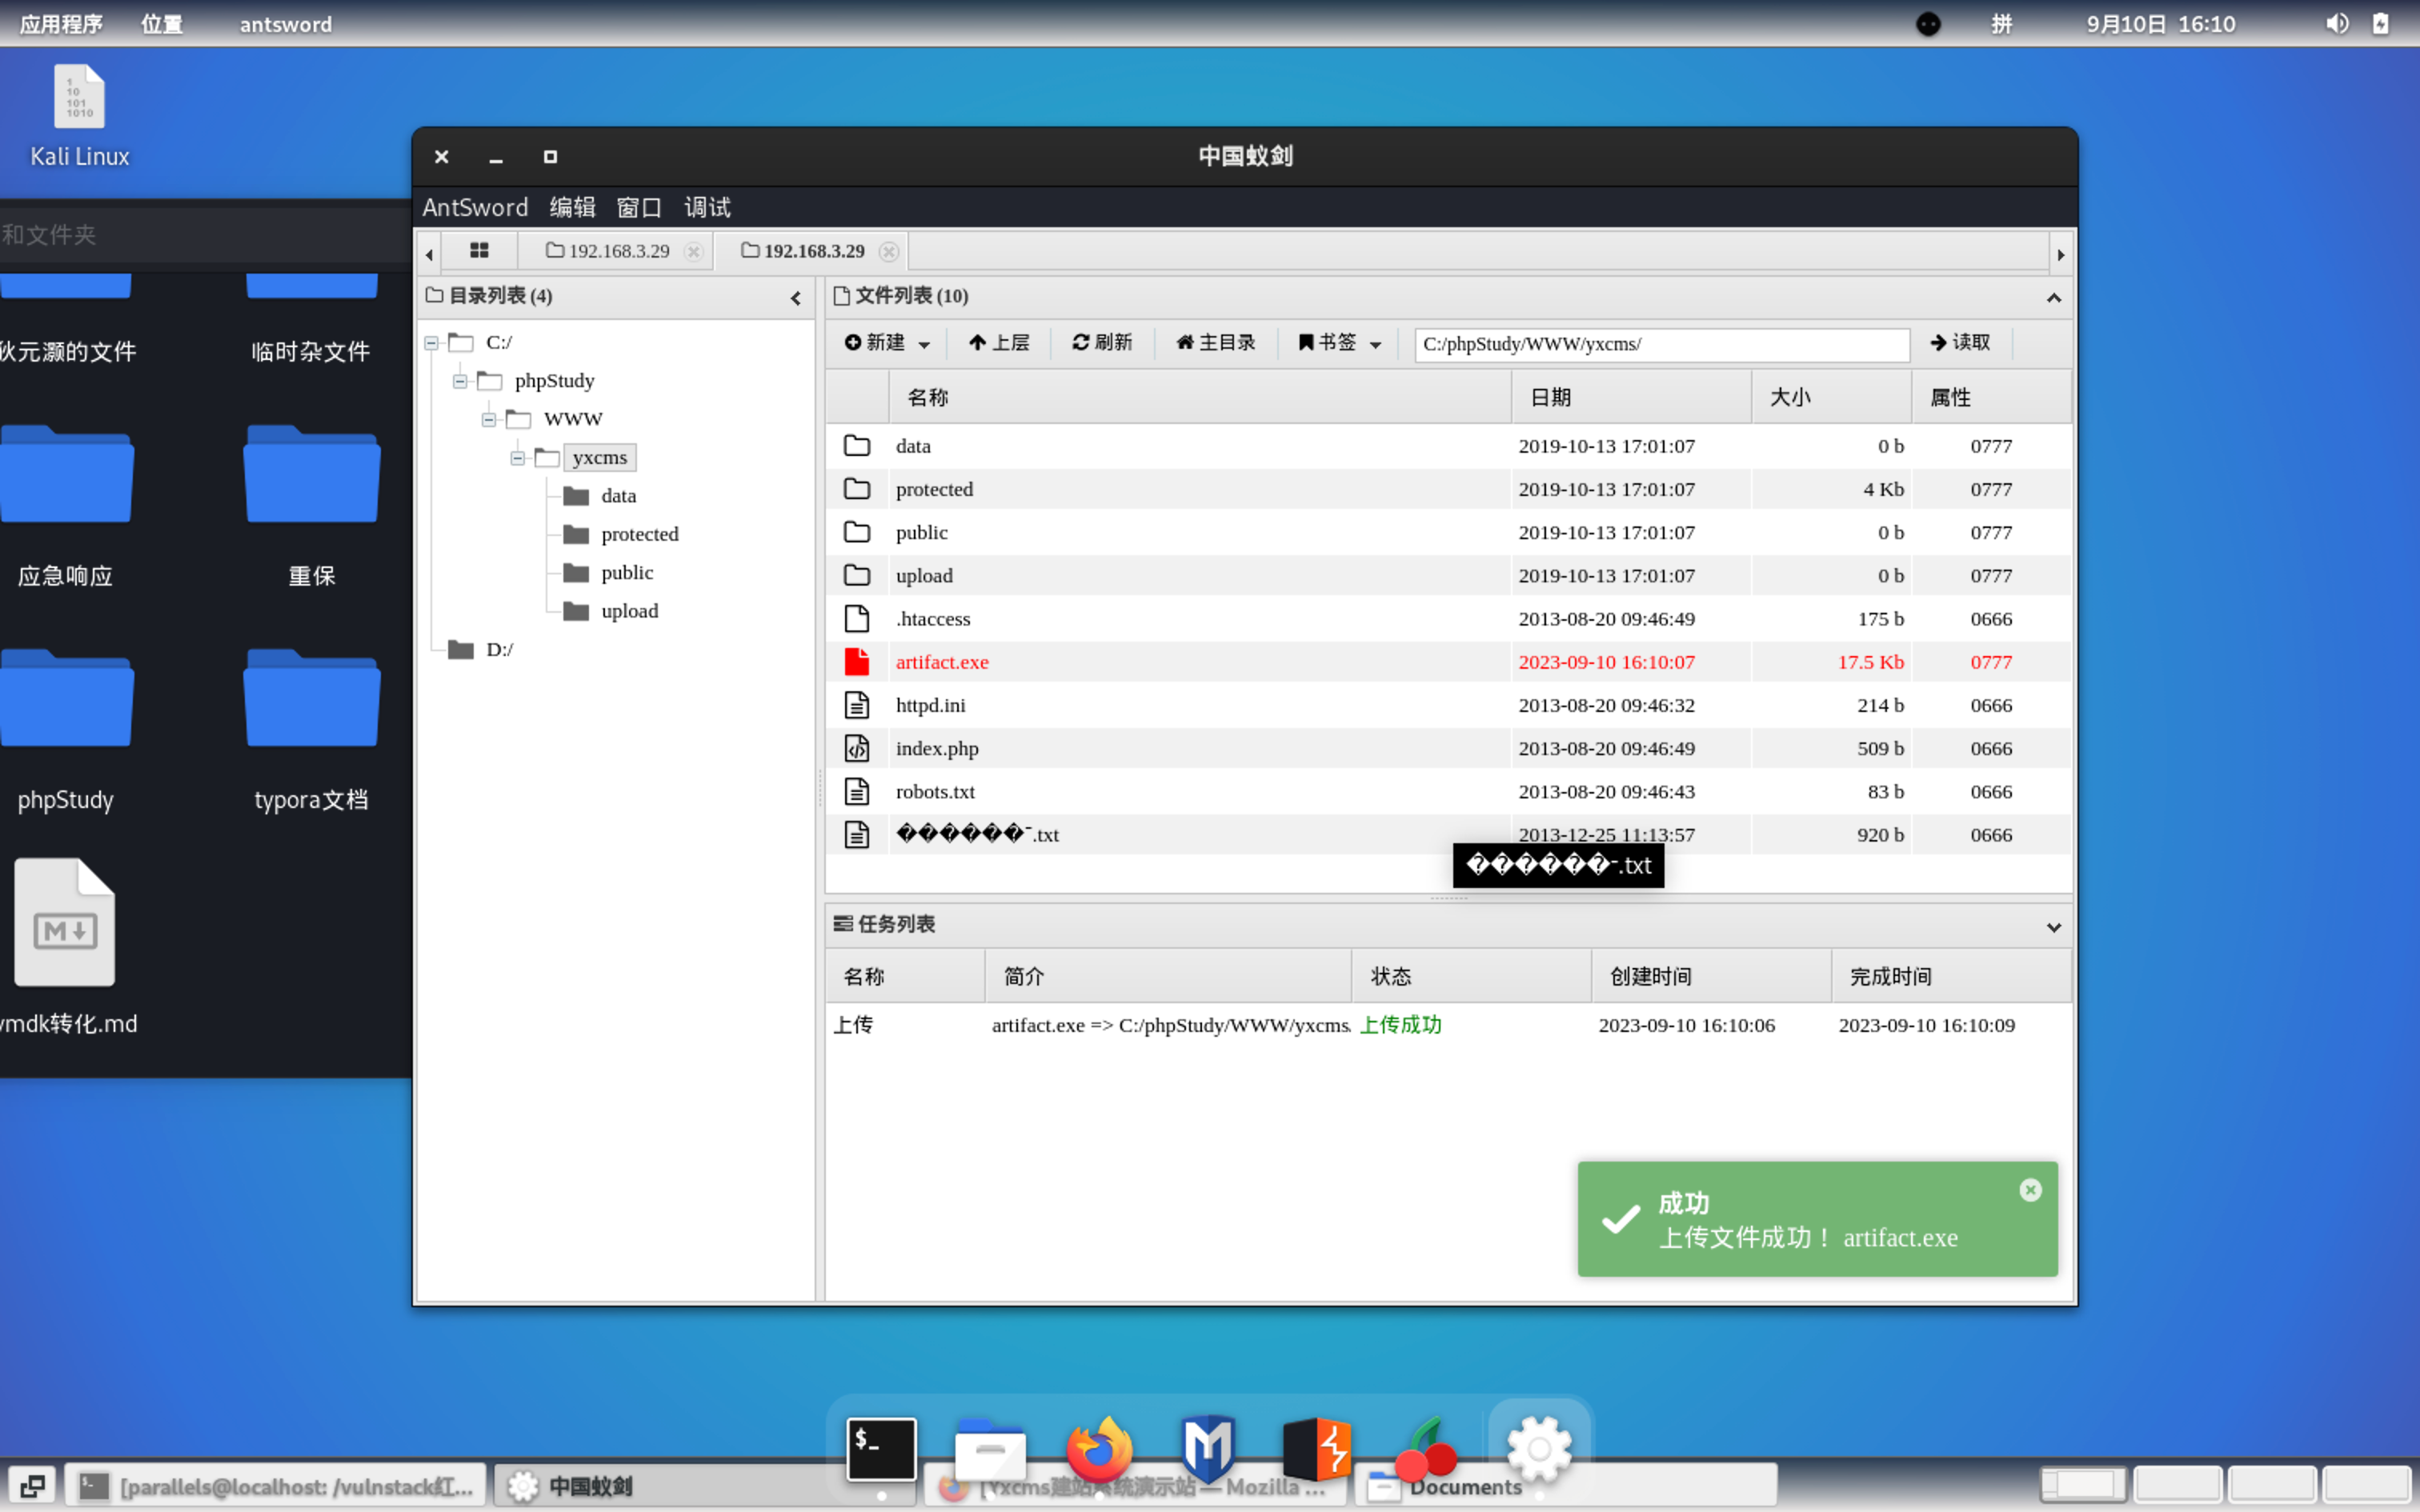 应用程序 位置 antsword 拼 9月10日 16:10
1
10
101
1010
Kali Linux
中国蚁剑
AntSword 编辑 窗口 调试
和文件夹
192.168.3.29 192.168.3.29
目录列表 (4)
文件列表 (10)
新建 上层 刷新 主目录 书签 C:/phpStudy/WWW/yxcms/ 读取
C:/
phpStudy
WWW
yxcms
data
protected
public
upload
D:/
名称 日期 大小 属性
data 2019-10-13 17:01:07 0 b 0777
protected 2019-10-13 17:01:07 4 Kb 0777
public 2019-10-13 17:01:07 0 b 0777
upload 2019-10-13 17:01:07 0 b 0777
.htaccess 2013-08-20 09:46:49 175 b 0666
artifact.exe 2023-09-10 16:10:07 17.5 Kb 0777
httpd.ini 2013-08-20 09:46:32 214 b 0666
index.php 2013-08-20 09:46:49 509 b 0666
robots.txt 2013-08-20 09:46:43 83 b 0666
������ˉ.txt 2013-12-25 11:13:57 920 b 0666
������ˉ.txt
秋元灏的文件 临时杂文件
应急响应 重保
phpStudy typora文档
M
vmdk转化.md
任务列表
名称 简介 状态 创建时间 完成时间
上传 artifact.exe => C:/phpStudy/WWW/yxcms. 上传成功 2023-09-10 16:10:06 2023-09-10 16:10:09
成功
上传文件成功！ artifact.exe
$_
[parallels@localhost: /vulnstack红... 中国蚁剑 [Yxcms建站系统演示站 — Mozilla ... Documents